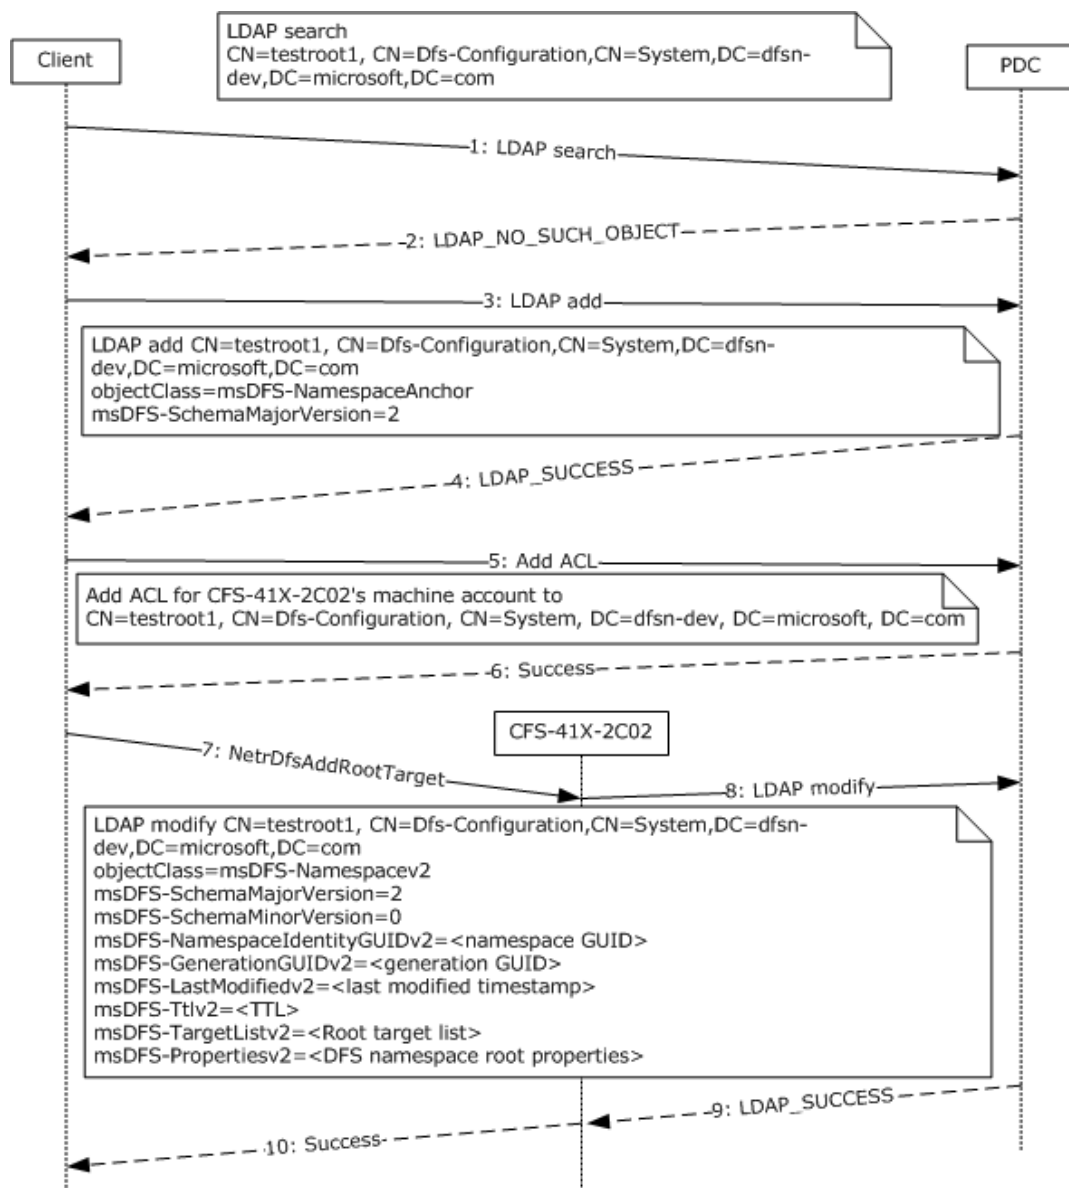 LDAP search
CN=testroot1, CN=Dfs-Configuration,CN=System,DC=dfsn-
dev,DC=microsoft,DC=com
Client
PDC
1: LDAP search
2: LDAP_NO_SUCH_OBJECT
3: LDAP add
LDAP add CN=testroot1, CN=Dfs-Configuration,CN=System,DC=dfsn-
dev,DC=microsoft,DC=com
objectClass=msDFS-NamespaceAnchor
msDFS-SchemaMajorVersion=2
4: LDAP_SUCCESS
5: Add ACL
Add ACL for CFS-41X-2C02's machine account to
CN=testroot1, CN=Dfs-Configuration, CN=System, DC=dfsn-dev, DC=microsoft, DC=com
6: Success
CFS-41X-2C02
7: NetrDfsAddRootTarget
8: LDAP modify
LDAP modify CN=testroot1, CN=Dfs-Configuration,CN=System,DC=dfsn-
dev,DC=microsoft,DC=com
objectClass=msDFS-Namespacev2
msDFS-SchemaMajorVersion=2
msDFS-SchemaMinorVersion=0
msDFS-NamespaceIdentityGUIDv2=<namespace GUID>
msDFS-GenerationGUIDv2=<generation GUID>
msDFS-LastModifiedv2=<last modified timestamp>
msDFS-Ttlv2=<TTL>
msDFS-TargetListv2=<Root target list>
msDFS-Propertiesv2=<DFS namespace root properties>
9: LDAP_SUCCESS
10: Success